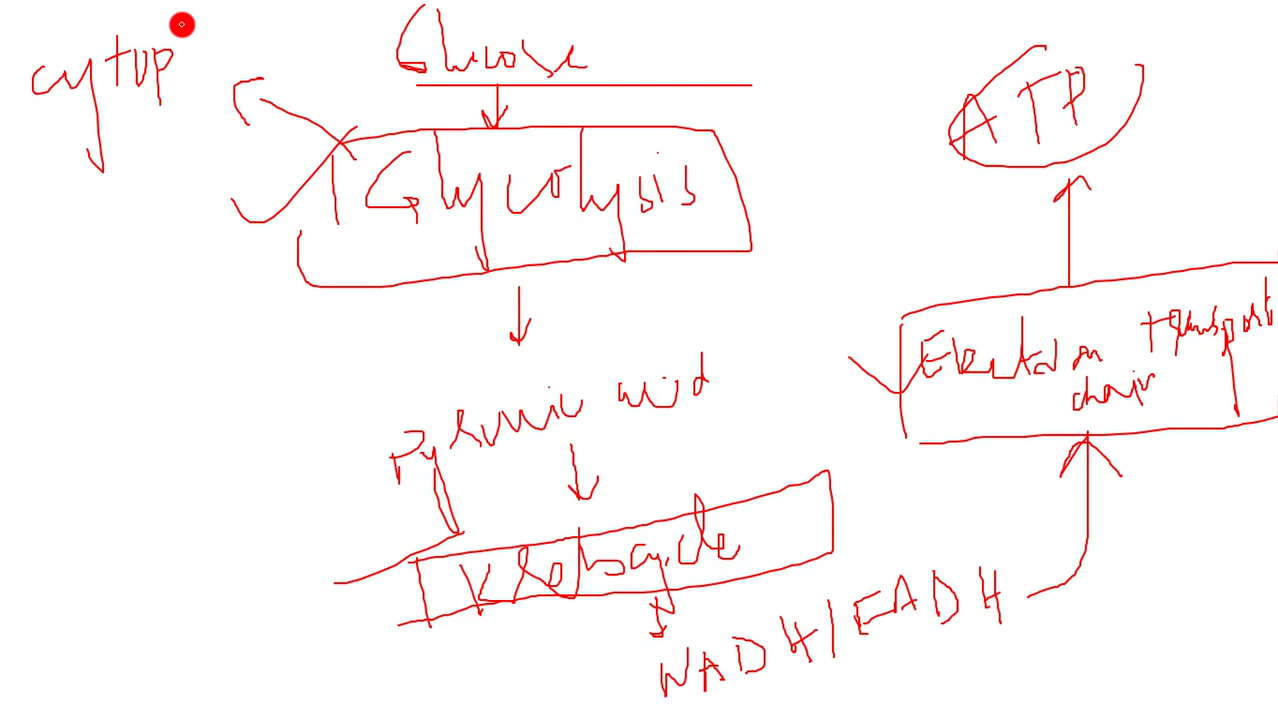 cytop
Glucose
Glycolysis
ATP
Electron transport
chain
Pyruvic acid
Krebs cycle
NADH/FADH